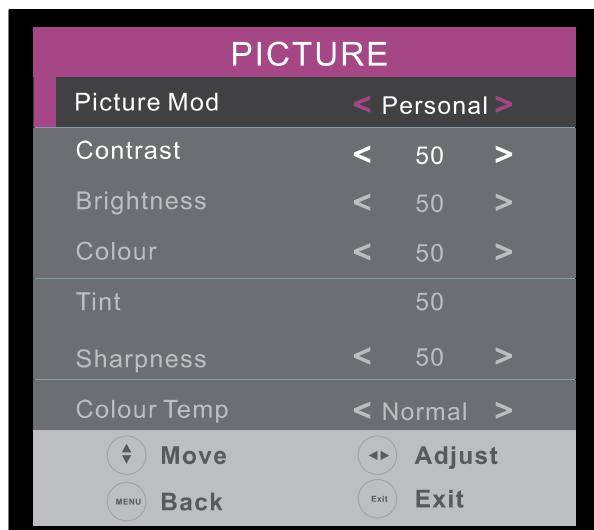 PICTURE
Picture Mod < Personal >
Contrast < 50 >
Brightness < 50 >
Colour < 50 >
Tint 50
Sharpness < 50 >
Colour Temp < Normal >
Move Adjust
MENU Back Exit Exit